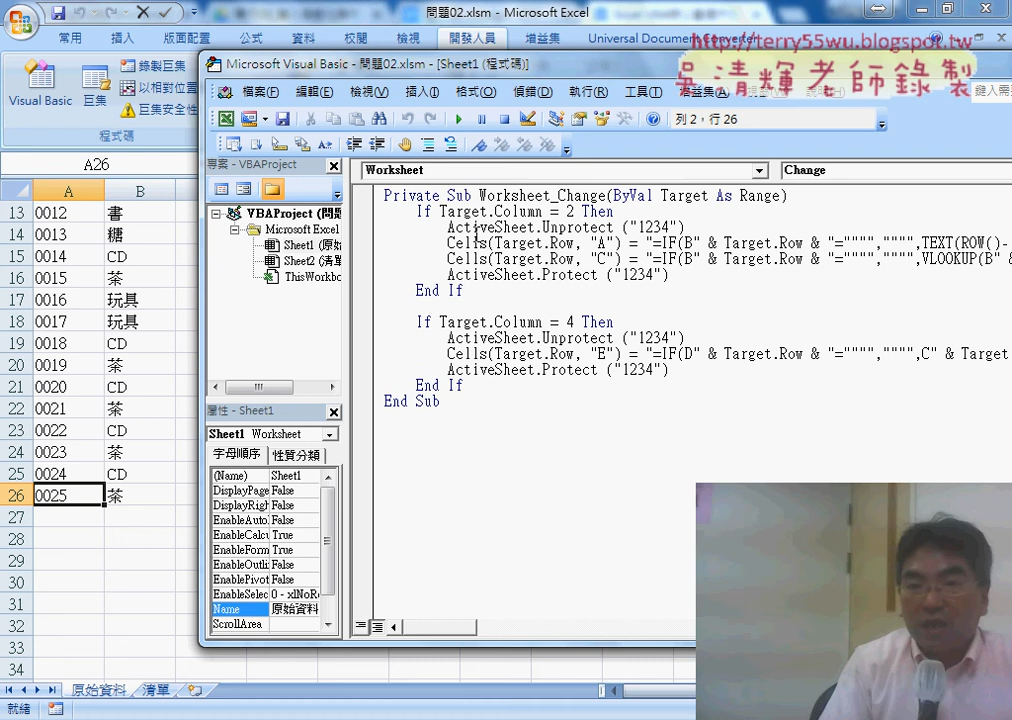 問題02.xlsm - Microsoft Excel
常用 插入 版面配置 公式 資料 校閱 檢視 開發人員 增益集 Universal Document Converter
http://terry55wu.blogspot.tw
吳清輝老師錄製
Visual Basic 巨集
錄製巨集
以相對位置
巨集安全性
程式碼
Microsoft Visual Basic - 問題02.xlsm - [Sheet1 (程式碼)]
檔案(F) 編輯(E) 檢視(V) 插入(I) 格式(O) 偵錯(D) 執行(R) 工具(T) 增益集(A) 視窗(W) 說明(H)
鍵入需
列 2，行 26
A26
專案 - VBAProject
Worksheet
Change
VBAProject (問題
Microsoft Excel
Sheet1 (原始
Sheet2 (清單
ThisWorkbo
A B
13 0012 書
14 0013 糖
15 0014 CD
16 0015 茶
17 0016 玩具
18 0017 玩具
19 0018 CD
20 0019 茶
21 0020 CD
22 0021 茶
23 0022 CD
24 0023 茶
25 0024 CD
26 0025 茶
27
28
29
30
31
32
33
34
Private Sub Worksheet_Change(ByVal Target As Range)
If Target.Column = 2 Then
ActiveSheet.Unprotect ("1234")
Cells(Target.Row, "A") = "=IF(B" & Target.Row & "="""","""",TEXT(ROW()-
Cells(Target.Row, "C") = "=IF(B" & Target.Row & "="""","""",VLOOKUP(B" &
ActiveSheet.Protect ("1234")
End If
If Target.Column = 4 Then
ActiveSheet.Unprotect ("1234")
Cells(Target.Row, "E") = "=IF(D" & Target.Row & "="""","""",C" & Target
ActiveSheet.Protect ("1234")
End If
End Sub
屬性 - Sheet1
Sheet1 Worksheet
字母順序 性質分類
(Name) Sheet1
DisplayPage False
DisplayRigh False
EnableAuto False
EnableCalcu True
EnableForm False
EnableOutli False
EnablePivot False
EnableSelec 0 - xlNoRe
Name 原始資料
ScrollArea
原始資料 清單
就緒